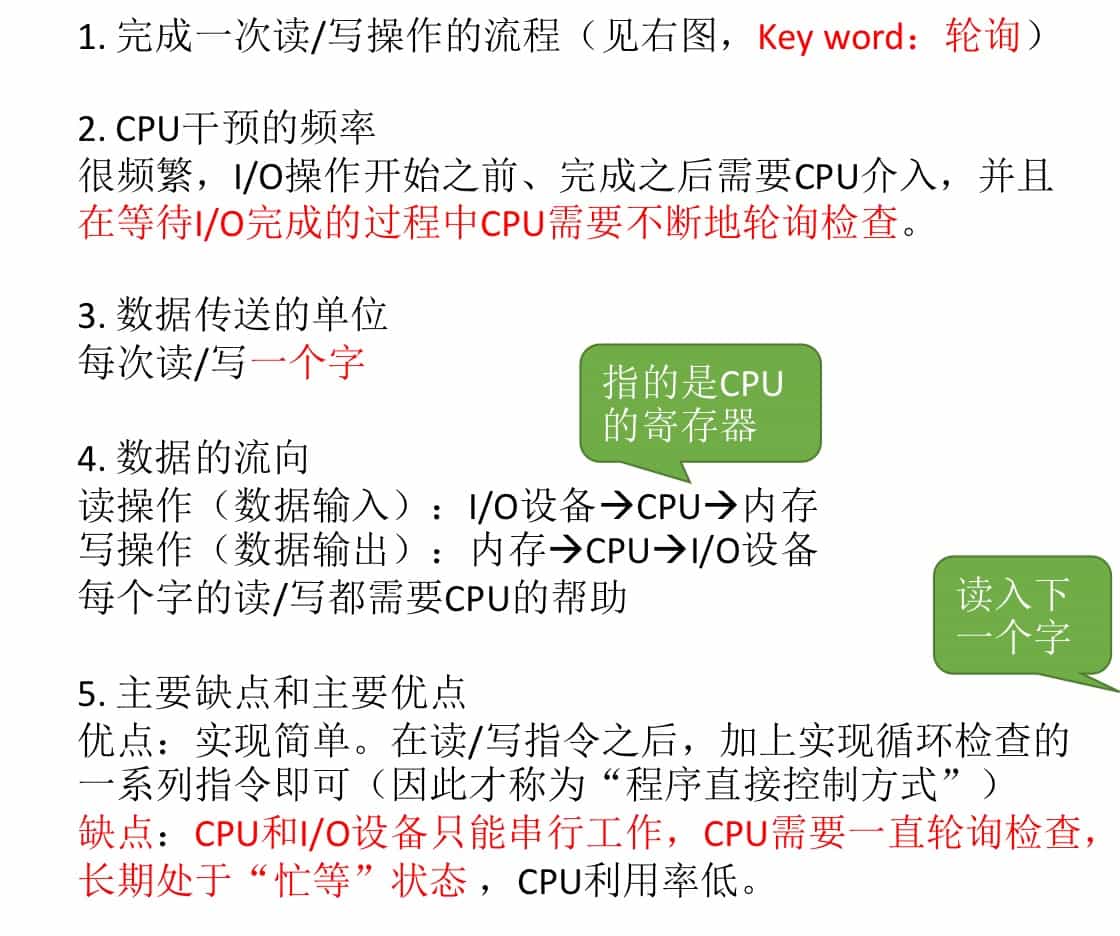 1. 完成一次读/写操作的流程（见右图，Key word：轮询）
2. CPU干预的频率
很频繁，I/O操作开始之前、完成之后需要CPU介入，并且
在等待I/O完成的过程中CPU需要不断地轮询检查。
3. 数据传送的单位
每次读/写一个字
指的是CPU
的寄存器
4. 数据的流向
读操作（数据输入）：I/O设备→CPU→内存
写操作（数据输出）：内存→CPU→I/O设备
每个字的读/写都需要CPU的帮助
读入下
一个字
5. 主要缺点和主要优点
优点：实现简单。在读/写指令之后，加上实现循环检查的
一系列指令即可（因此才称为“程序直接控制方式”）
缺点：CPU和I/O设备只能串行工作，CPU需要一直轮询检查，
长期处于“忙等”状态，CPU利用率低。